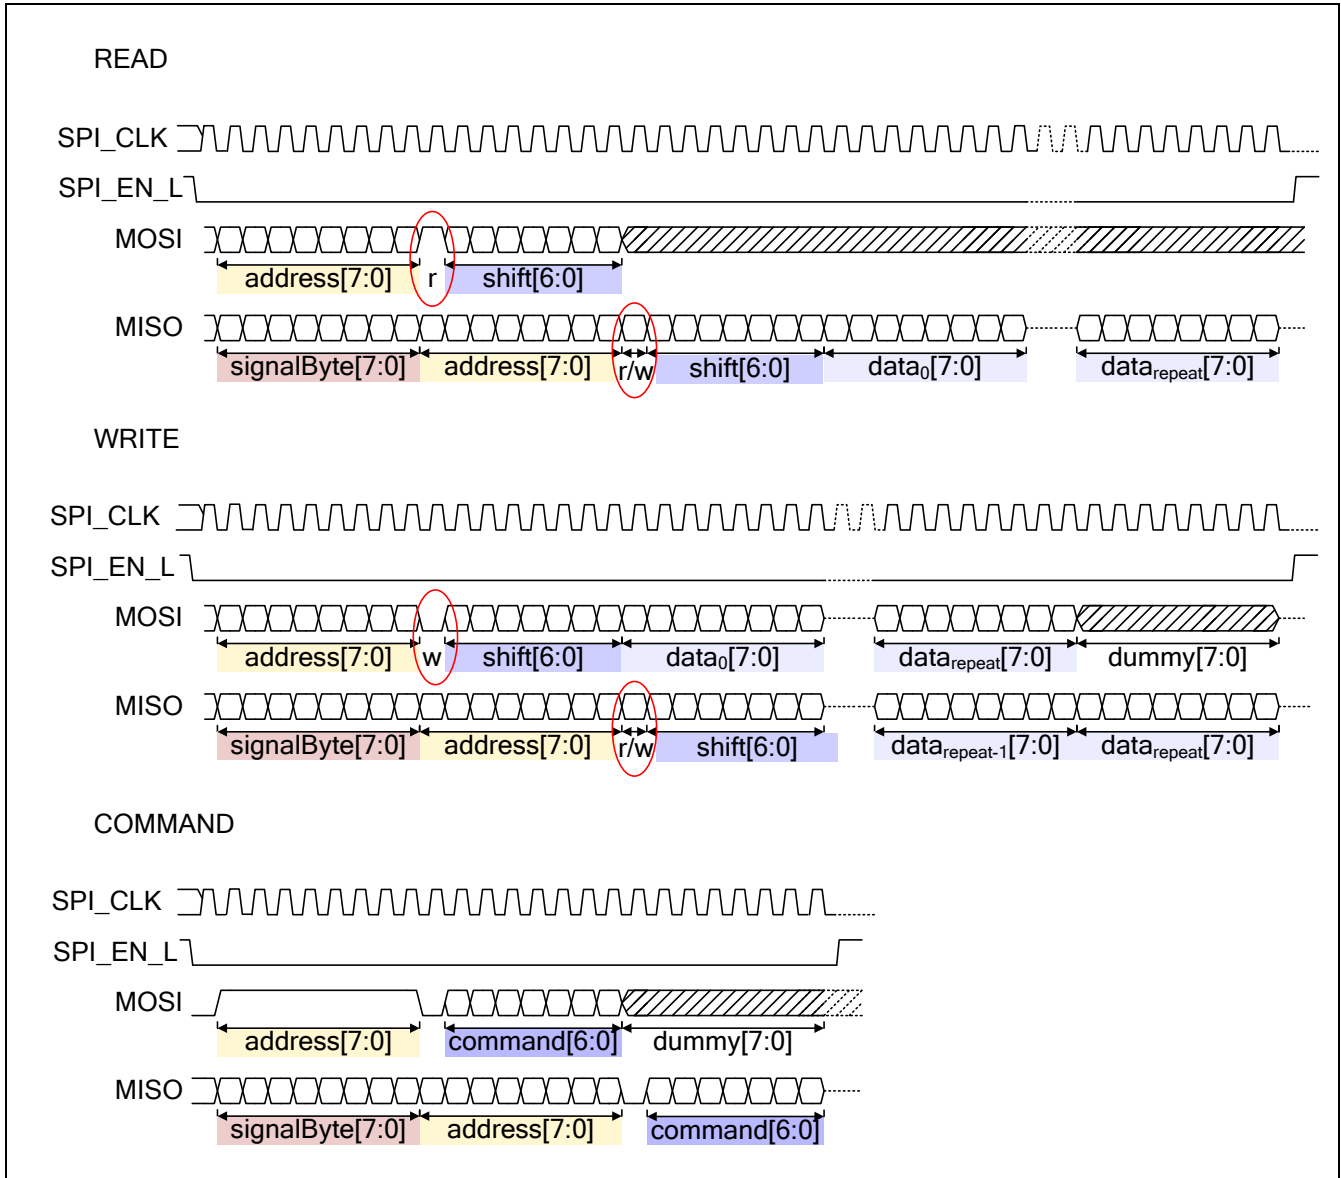 READ
SPI_CLK
SPI_EN_L
MOSI
address[7:0] r shift[6:0]
MISO
signalByte[7:0] address[7:0] r/w shift[6:0] data0[7:0] datarepeat[7:0]
WRITE
SPI_CLK
SPI_EN_L
MOSI
address[7:0] w shift[6:0] data0[7:0] datarepeat[7:0] dummy[7:0]
MISO
signalByte[7:0] address[7:0] r/w shift[6:0] datarepeat-1[7:0] datarepeat[7:0]
COMMAND
SPI_CLK
SPI_EN_L
MOSI
address[7:0] command[6:0] dummy[7:0]
MISO
signalByte[7:0] address[7:0] command[6:0]